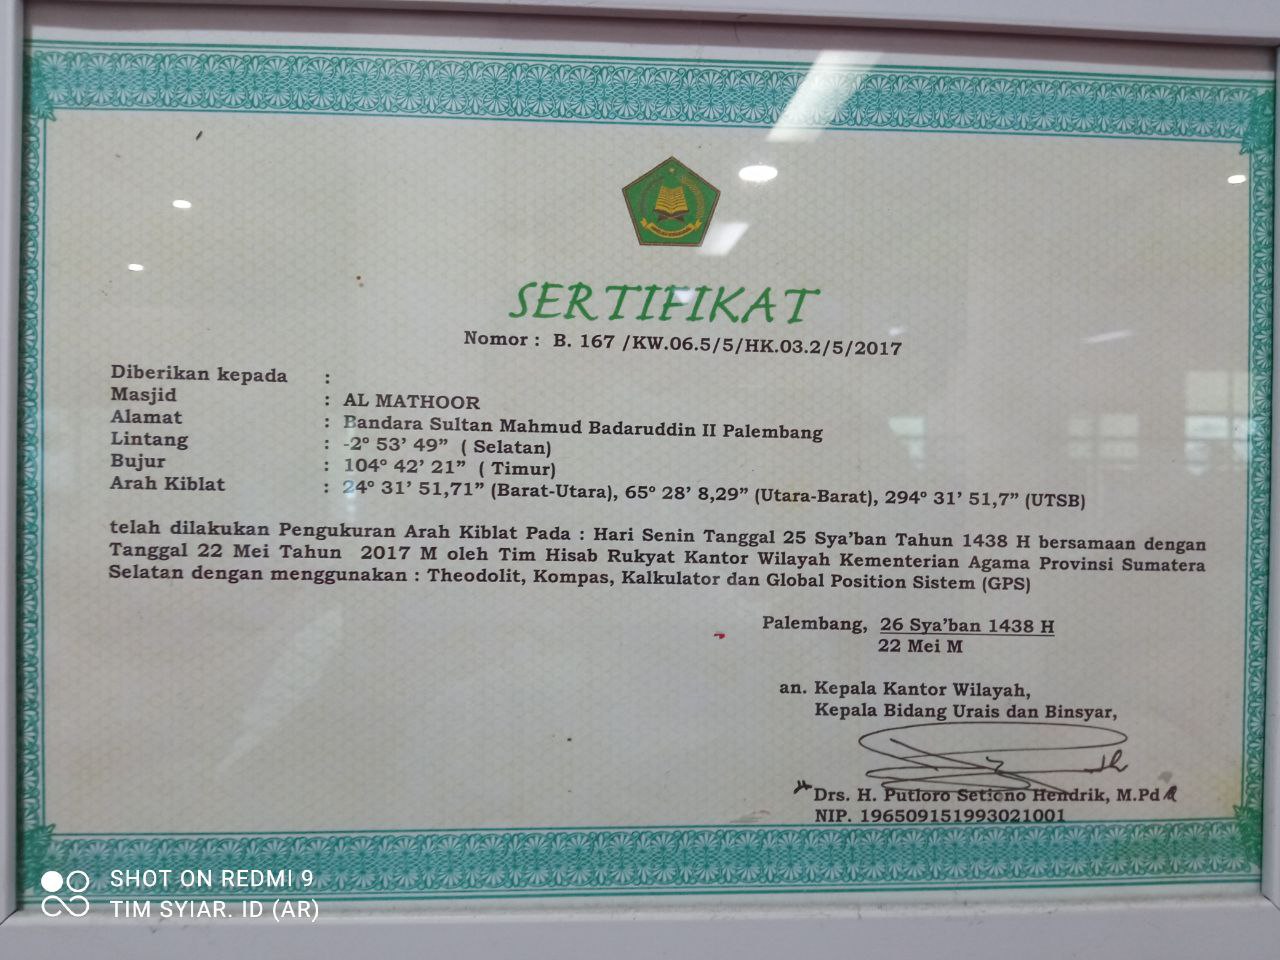 SERTIFIKAT
Nomor : B. 167 /KW.06.5/5/HK.03.2/5/2017
Diberikan kepada :
Masjid : AL MATHOOR
Alamat : Bandara Sultan Mahmud Badaruddin II Palembang
Lintang : -2° 53’ 49” ( Selatan)
Bujur : 104° 42’ 21” ( Timur)
Arah Kiblat : 24° 31’ 51,71” (Barat-Utara), 65° 28’ 8,29” (Utara-Barat), 294° 31’ 51,7” (UTSB)
telah dilakukan Pengukuran Arah Kiblat Pada : Hari Senin Tanggal 25 Sya’ban Tahun 1438 H bersamaan dengan
Tanggal 22 Mei Tahun 2017 M oleh Tim Hisab Rukyat Kantor Wilayah Kementerian Agama Provinsi Sumatera
Selatan dengan menggunakan : Theodolit, Kompas, Kalkulator dan Global Position Sistem (GPS)
Palembang, 26 Sya’ban 1438 H
22 Mei M
an. Kepala Kantor Wilayah,
Kepala Bidang Urais dan Binsyar,
Drs. H. Hendrik, M.Pd
NIP. 196509151993021001
SHOT ON REDMI 9
TIM SYIAR. ID (AR)